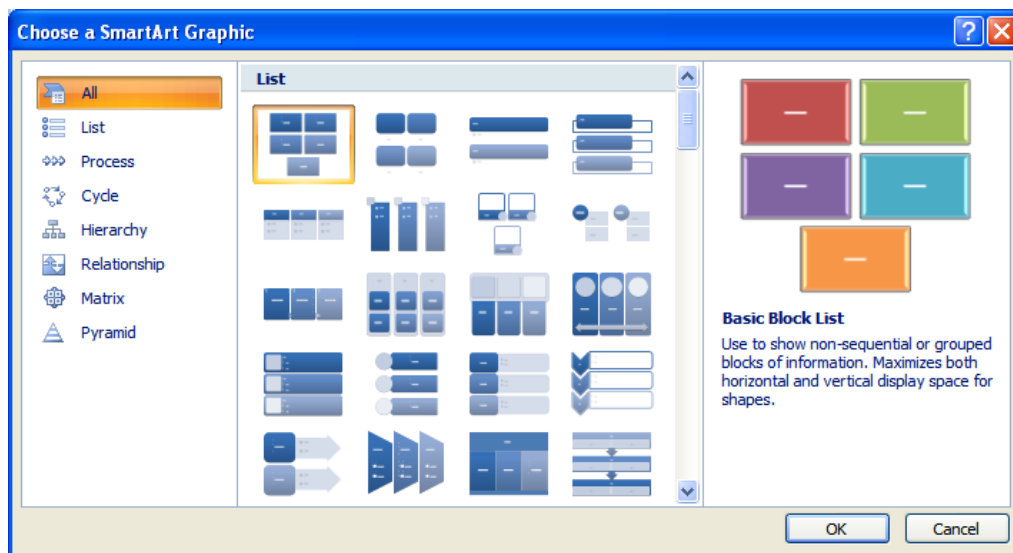 Choose a SmartArt Graphic
All
List
Process
Cycle
Hierarchy
Relationship
Matrix
Pyramid
List
Basic Block List
Use to show non-sequential or grouped
blocks of information. Maximizes both
horizontal and vertical display space for
shapes.
OK
Cancel